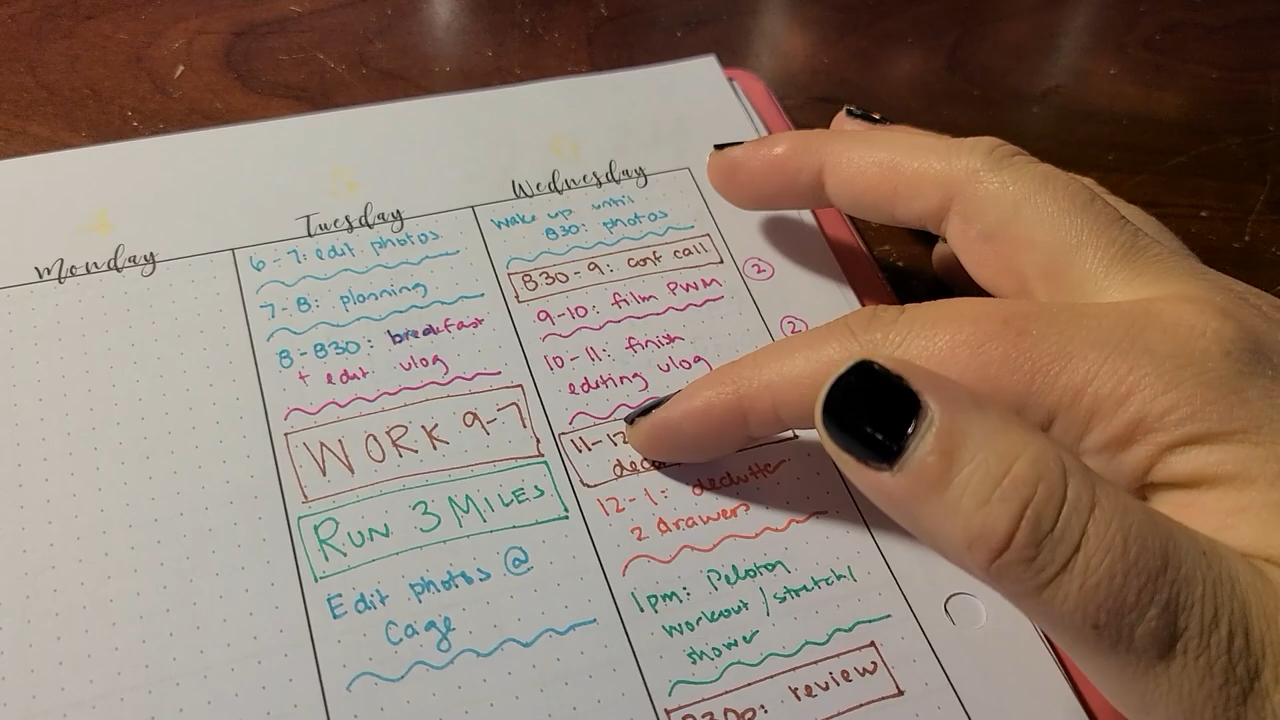 Monday
Tuesday
6-7: edit photos
7-8: planning
8-830: breakfast
+ edit vlog
WORK 9-7
RUN 3 MILES
Edit photos @
Cage
Wednesday
Wake up until
830: photos
830-9: conf call
9-10: film PWM
2
10-11: finish
editing vlog
2
11-12
12-1: declutter
2 drawers
1pm: Peloton
workout / stretch /
shower
review